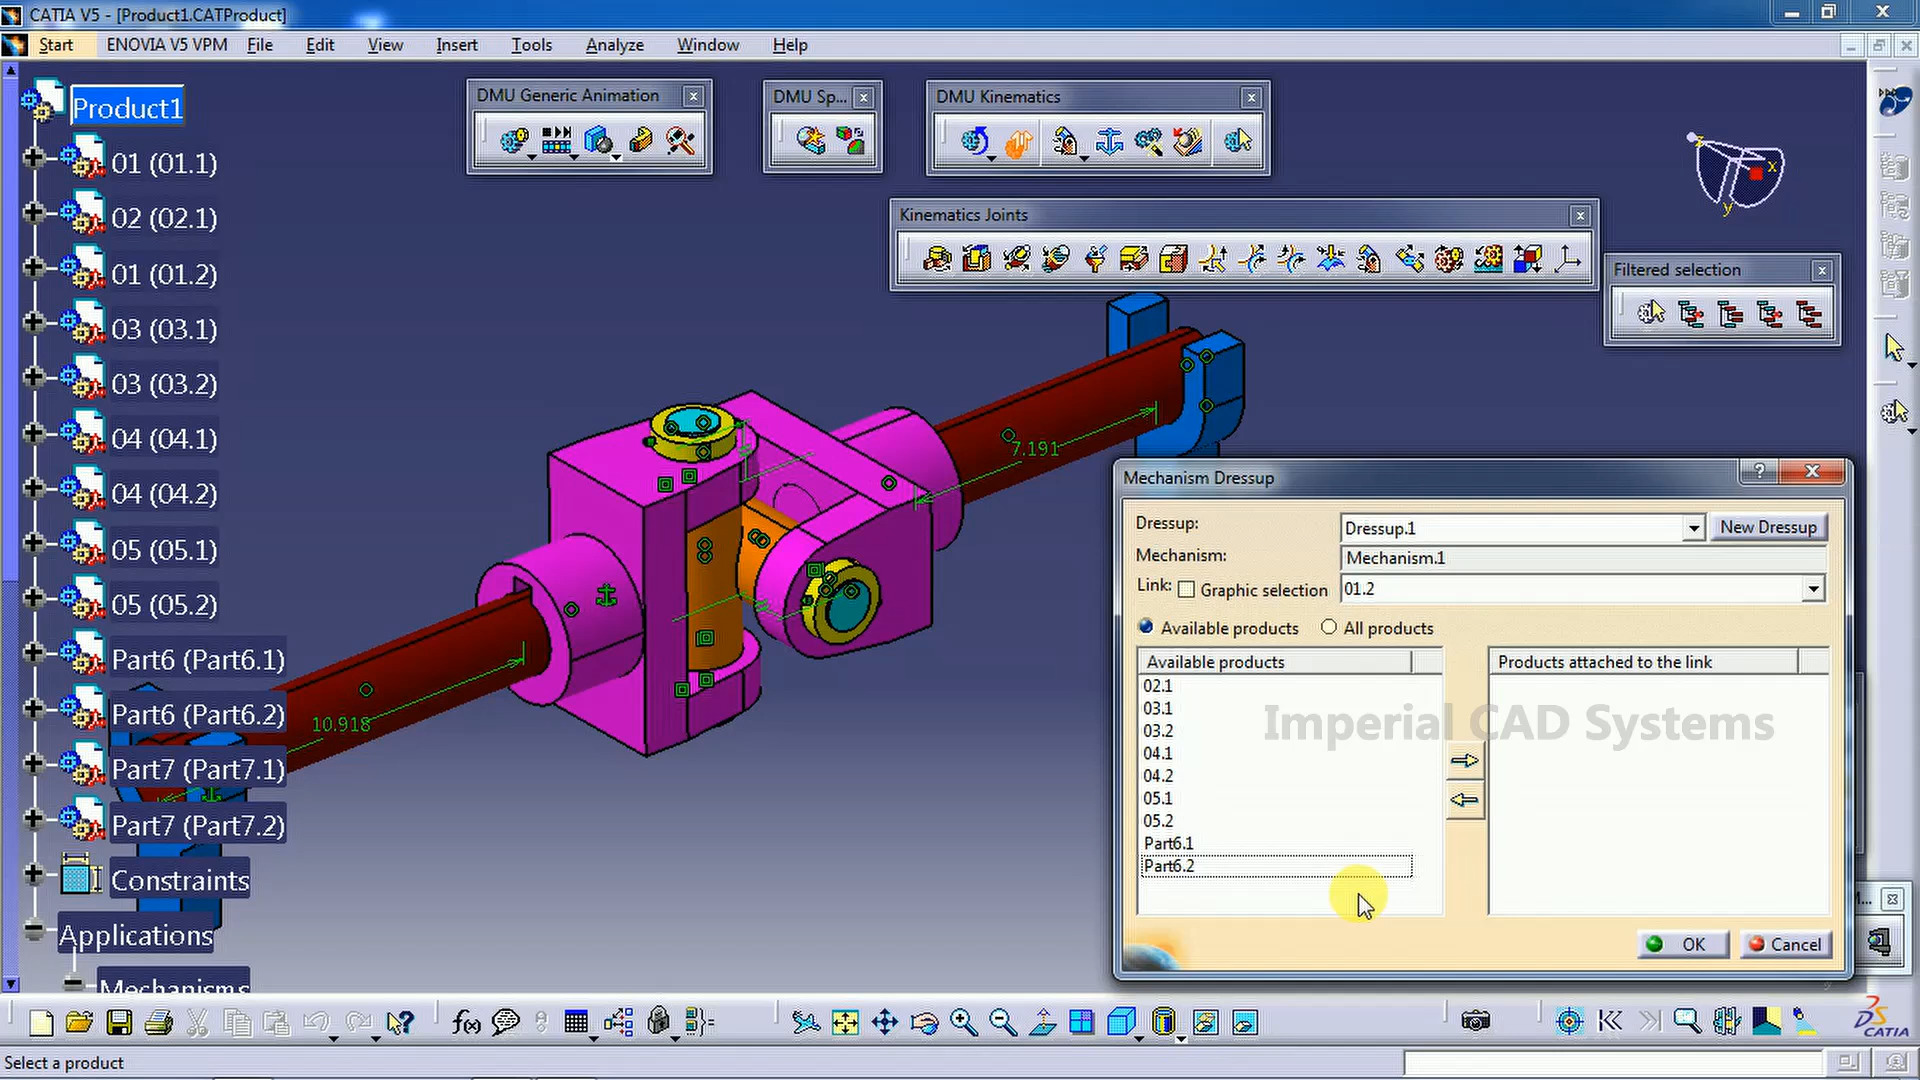 CATIA V5 - [Product1.CATProduct]
Start ENOVIA V5 VPM File Edit View Insert Tools Analyze Window Help
Product1
01 (01.1)
02 (02.1)
01 (01.2)
03 (03.1)
03 (03.2)
04 (04.1)
04 (04.2)
05 (05.1)
05 (05.2)
Part6 (Part6.1)
Part6 (Part6.2)
Part7 (Part7.1)
Part7 (Part7.2)
Constraints
Applications
Mechanisms
DMU Generic Animation
DMU Sp...
DMU Kinematics
Kinematics Joints
Filtered selection
z
x
y
7.191
10.918
Mechanism Dressup
?
Dressup: Dressup.1 New Dressup
Mechanism: Mechanism.1
Link: Graphic selection 01.2
Available products All products
Available products
02.1
03.1
03.2
04.1
04.2
05.1
05.2
Part6.1
Part6.2
Products attached to the link
Imperial CAD Systems
OK Cancel
f(x)
CATIA
Select a product